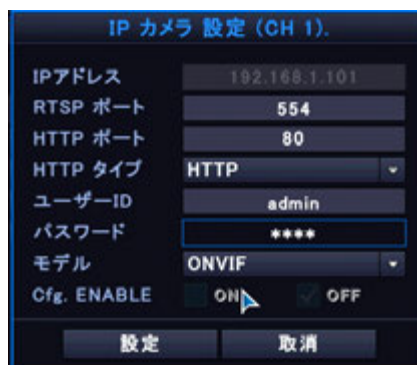 IP カメラ 設定 (CH 1).
IPアドレス 192.168.1.101
RTSP ポート 554
HTTP ポート 80
HTTP タイプ HTTP
ユーザーID admin
パスワード ****
モデル ONVIF
Cfg. ENABLE ON OFF
設定 取消